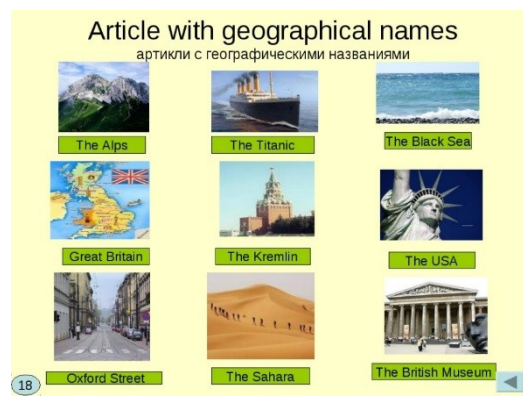 Article with geographical names
артикли с географическими названиями
The Alps
The Titanic
The Black Sea
Great Britain
The Kremlin
The USA
Oxford Street
The Sahara
The British Museum
18